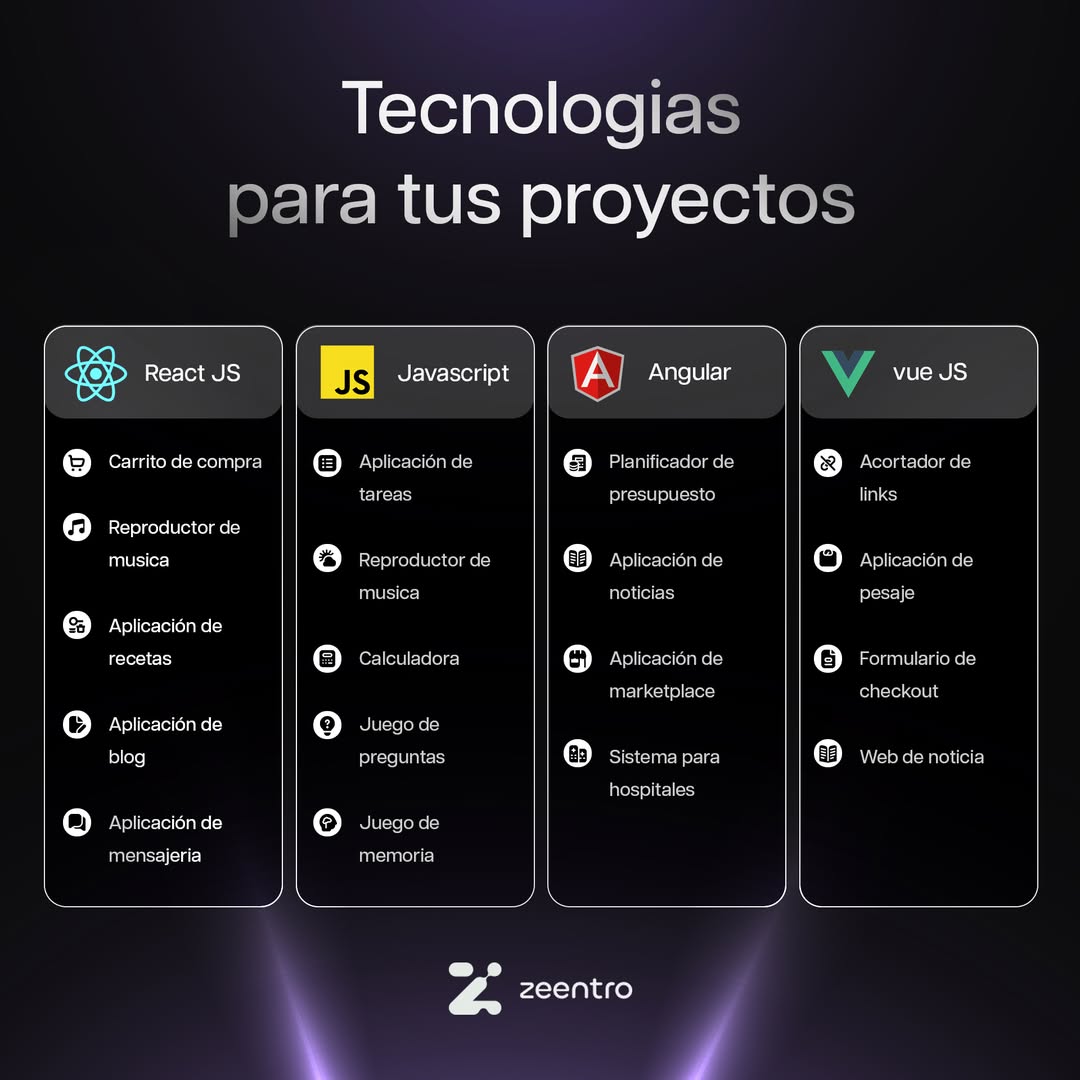 Tecnologias
para tus proyectos
React JS
Carrito de compra
Reproductor de
musica
Aplicación de
recetas
Aplicación de
blog
Aplicación de
mensajeria
JS
Javascript
Aplicación de
tareas
Reproductor de
musica
Calculadora
Juego de
preguntas
Juego de
memoria
A
Angular
Planificador de
presupuesto
Aplicación de
noticias
Aplicación de
marketplace
Sistema para
hospitales
vue JS
Acortador de
links
Aplicación de
pesaje
Formulario de
checkout
Web de noticia
zeentro